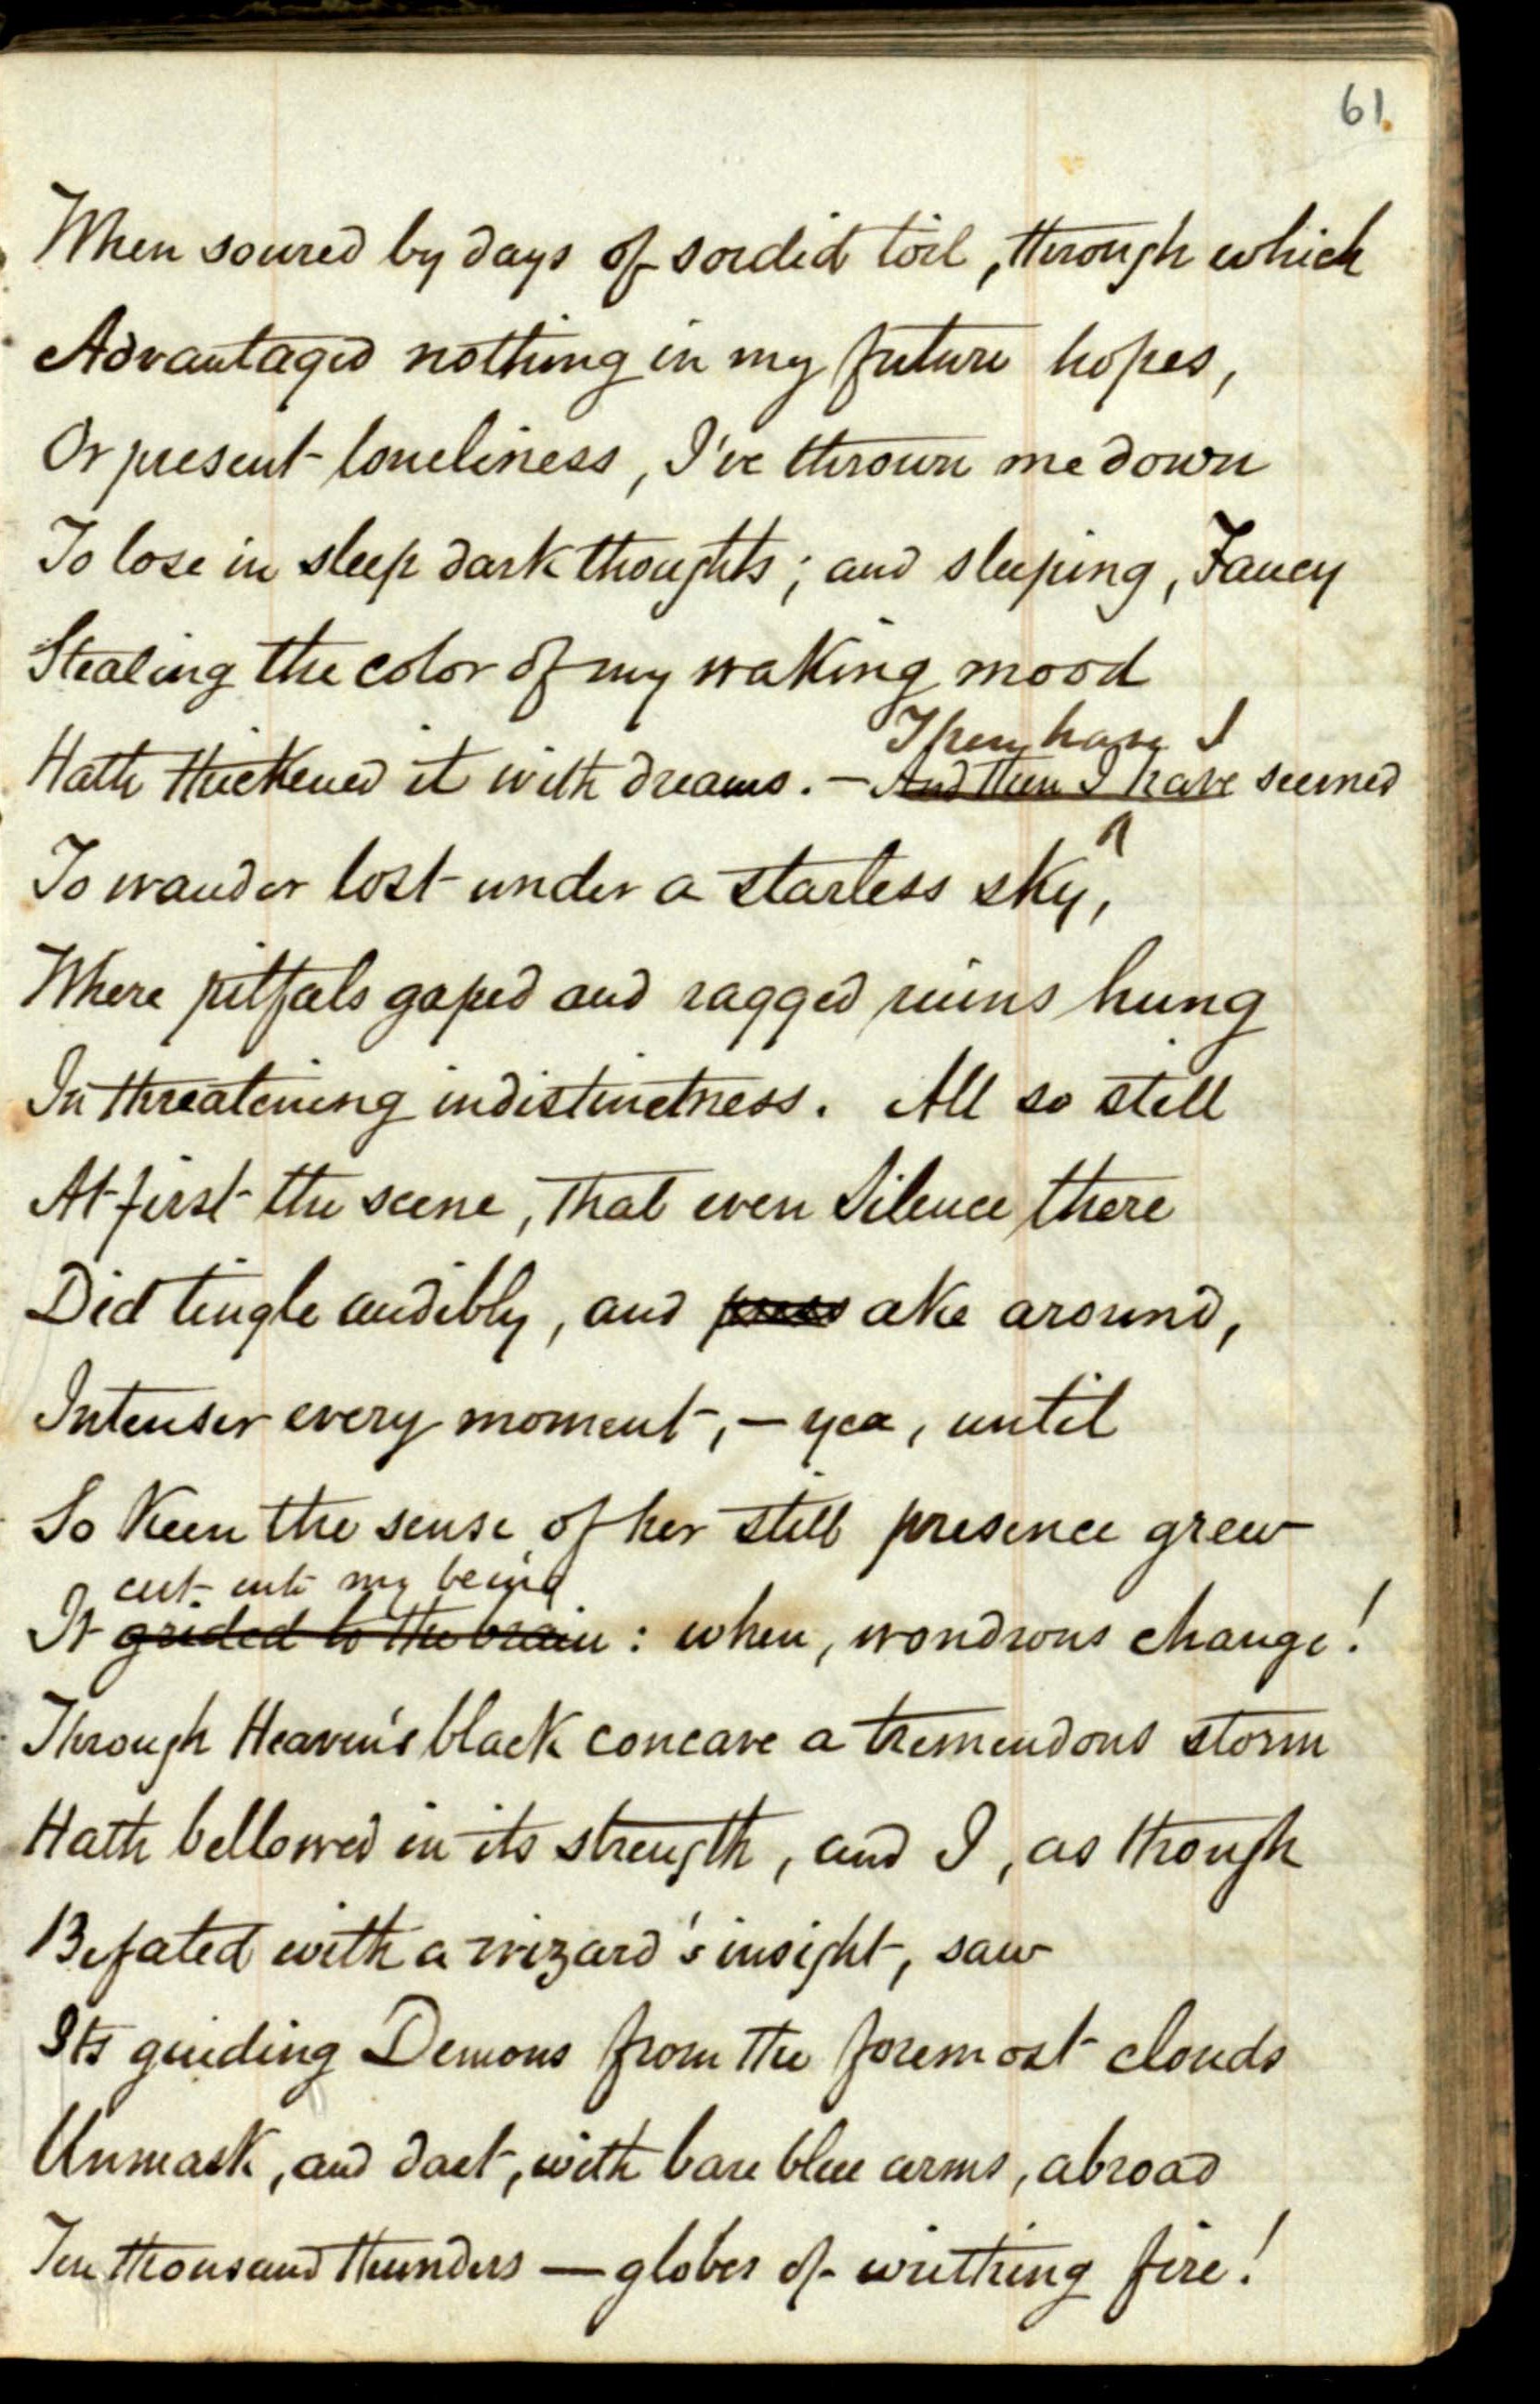 61
When soured by days of sordid toil, through which
Advantaged nothing in my future hopes,
Or present loneliness, I've thrown me down
To lose in sleep dark thoughts; and sleeping, Fancy
Stealing the color of my waking mood
Then have I
Hath thickened it with dreams. — And then I have seemed
To wander lost under a starless sky,
Where pitfals gaped and ragged ruins hung
In threatening indistinctness. All so still
At first the scene, that even Silence there
Did tingle audibly, and ake around,
Intenser every moment, — yea, until
So Keen the sense of her still presence grew
cut into my being
It grided to the brain: when, wondrous change!
Through Heaven's black concave a tremendous storm
Hath bellowed in its strength, and I, as though
Befated with a wizard's insight, saw
Its guiding Demons from the foremost clouds
Unmask, and dart, with bare blue arms, abroad
Ten thousand thunders — globes of writhing fire!